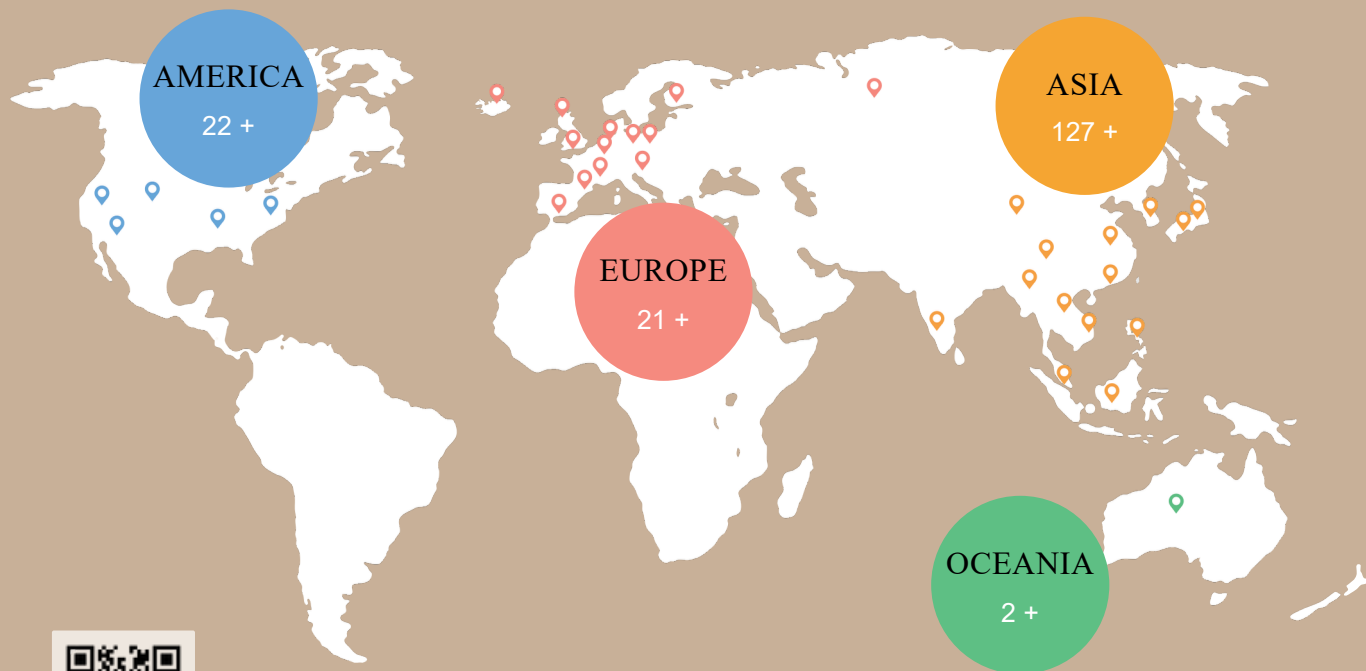 AMERICA
22 +
ASIA
127 +
EUROPE
21 +
OCEANIA
2 +